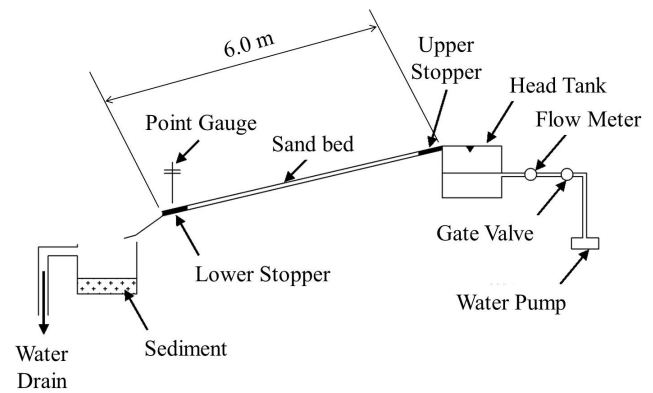 6.0 m
Upper
Stopper
Head Tank
Flow Meter
Point Gauge
Sand bed
Gate Valve
Lower Stopper
Water Pump
Sediment
Water
Drain